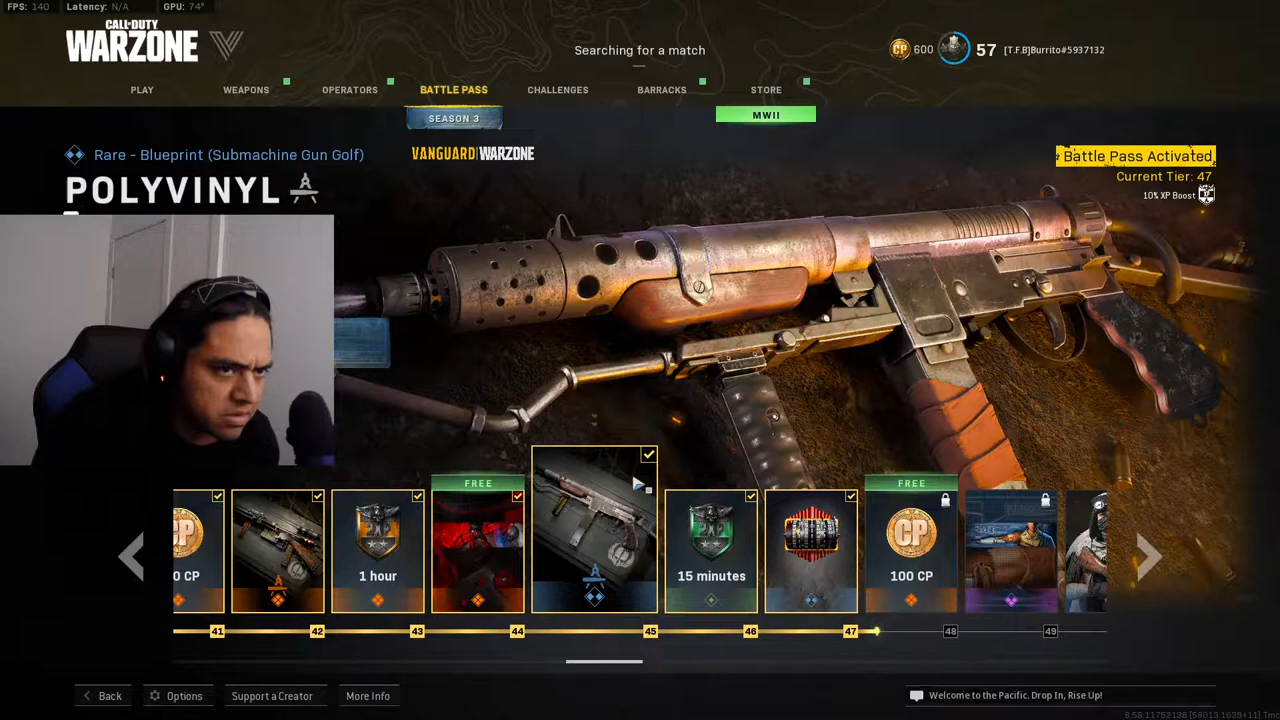 FPS: 140 Latency: N/A GPU: 74°
CALL OF DUTY
WARZONE
Searching for a match
CP 600 57 [T.F.B]Burrito#5937132
PLAY WEAPONS OPERATORS BATTLE PASS CHALLENGES BARRACKS STORE
SEASON 3 MWII
Rare - Blueprint (Submachine Gun Golf)
VANGUARD | WARZONE
Battle Pass Activated
POLYVINYL
Current Tier: 47
10% XP Boost
FREE FREE
0 CP 1 hour 15 minutes CP 100 CP
41 42 43 44 45 46 47 48 49
Back Options Support a Creator More Info
Welcome to the Pacific. Drop In, Rise Up!